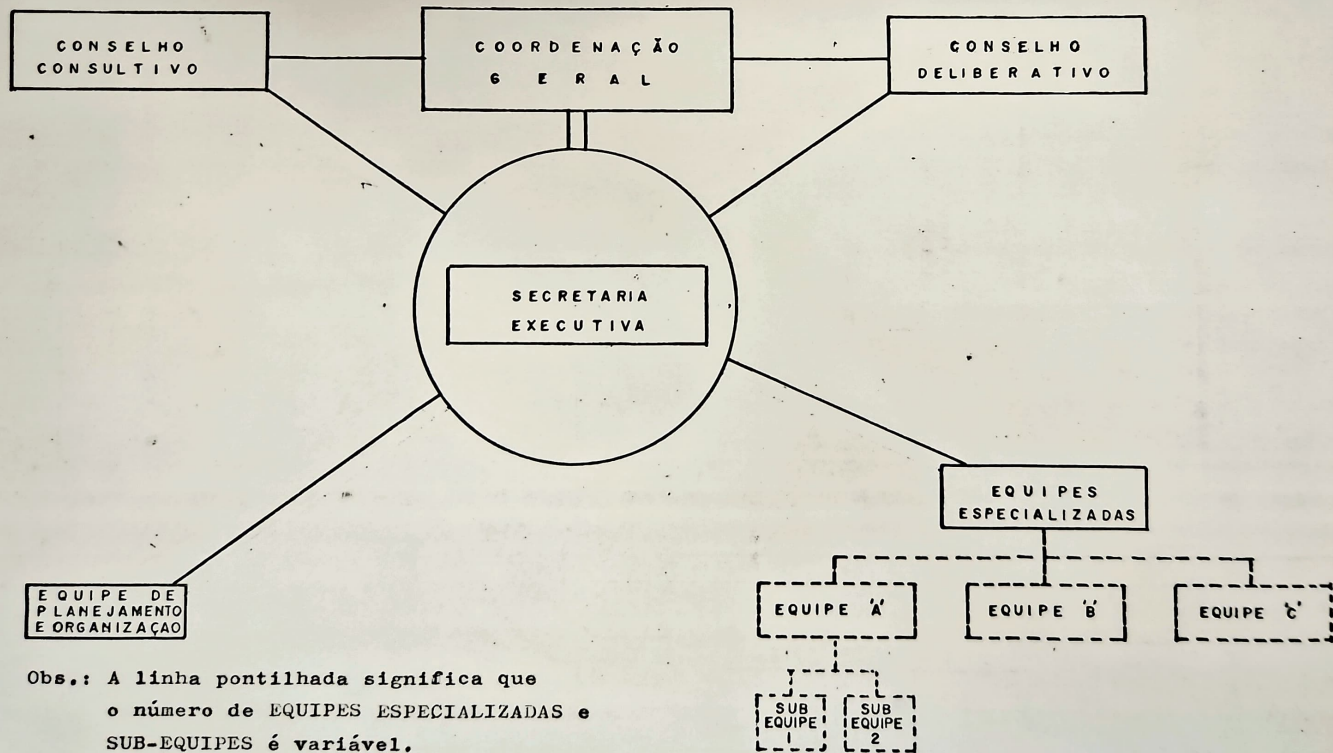 CONSELHO
CONSULTIVO
COORDENAÇÃO
GERAL
CONSELHO
DELIBERATIVO
SECRETARIA
EXECUTIVA
EQUIPES
ESPECIALIZADAS
EQUIPE DE
PLANEJAMENTO
E ORGANIZAÇÃO
EQUIPE 'A'
EQUIPE 'B'
EQUIPE 'C'
SUB
EQUIPE
1
SUB
EQUIPE
2
Obs.: A linha pontilhada significa que
o número de EQUIPES ESPECIALIZADAS e
SUB-EQUIPES é variável.